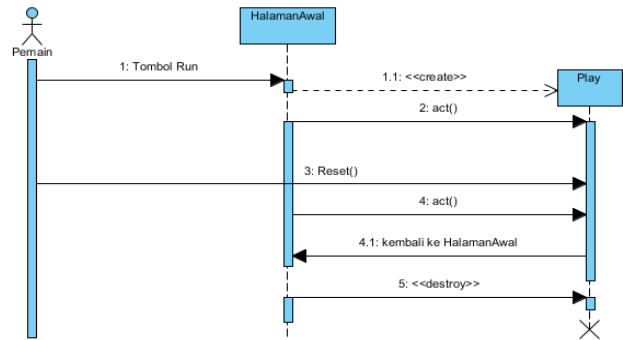 HalamanAwal
Pemain
1: Tombol Run
1.1: <<create>>
Play
2: act()
3: Reset()
4: act()
4.1: kembali ke HalamanAwal
5: <<destroy>>